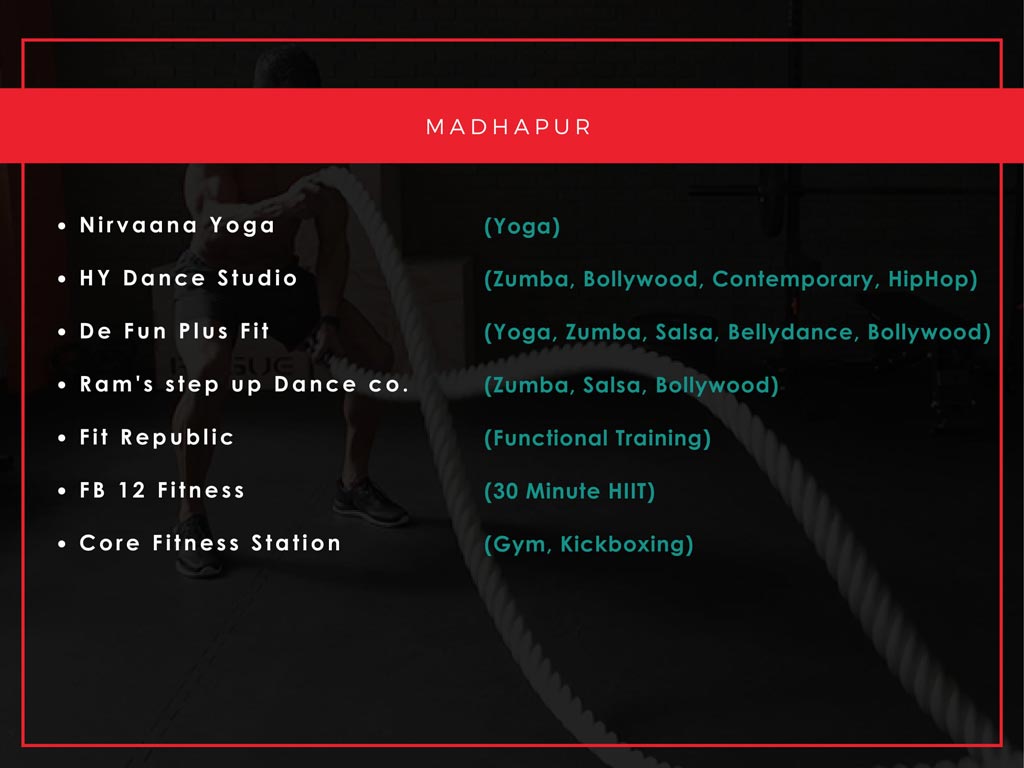 MADHAPUR
• Nirvaana Yoga (Yoga)
• HY Dance Studio (Zumba, Bollywood, Contemporary, HipHop)
• De Fun Plus Fit (Yoga, Zumba, Salsa, Bellydance, Bollywood)
• Ram's step up Dance co. (Zumba, Salsa, Bollywood)
• Fit Republic (Functional Training)
• FB 12 Fitness (30 Minute HIIT)
• Core Fitness Station (Gym, Kickboxing)